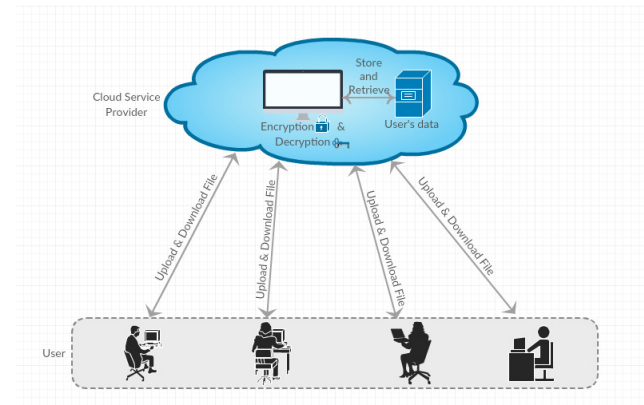 Store
and
Retrieve
Cloud Service
Provider
Encryption &
Decryption
User's data
Upload & Download File
Upload & Download File
Upload & Download File
Upload & Download File
User